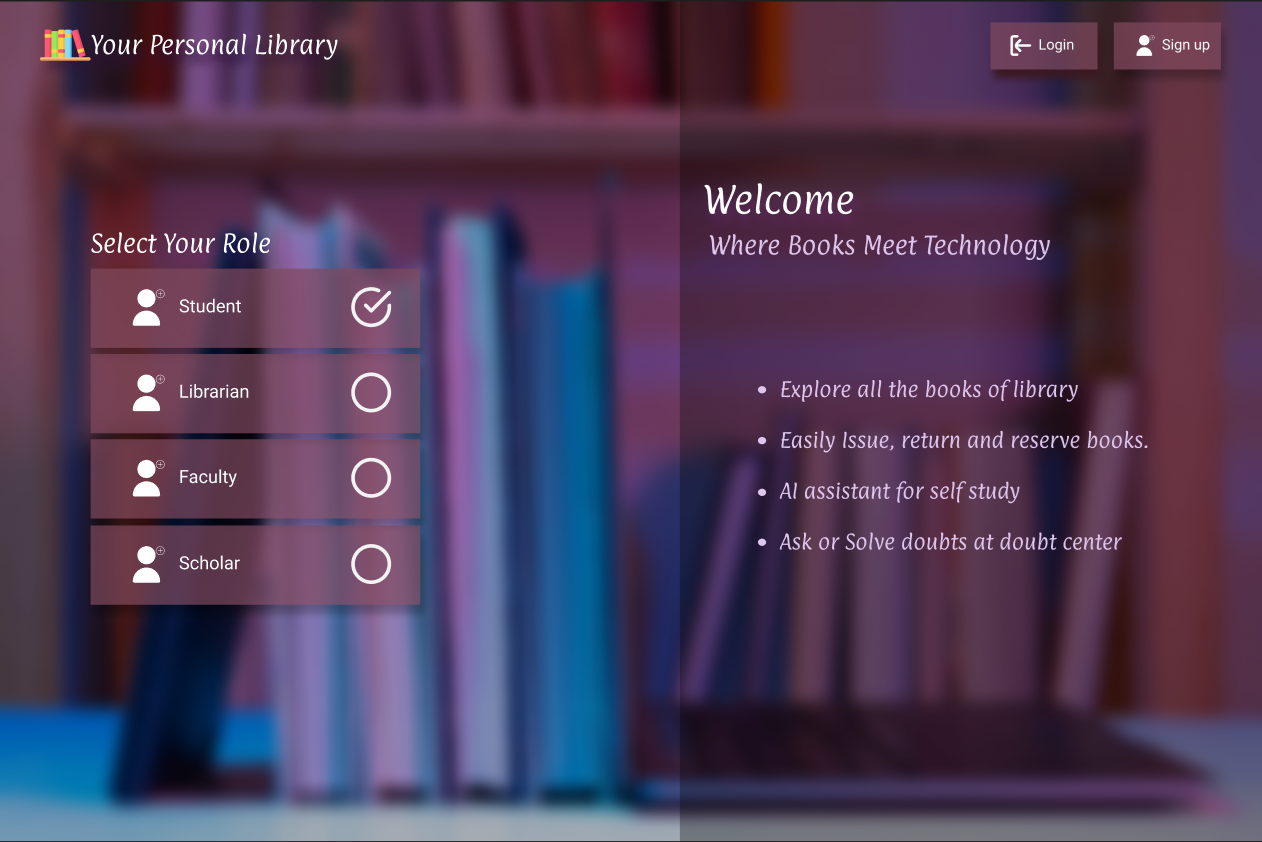 Your Personal Library
Login
Sign up
Select Your Role
Student
Librarian
Faculty
Scholar
Welcome
Where Books Meet Technology
• Explore all the books of library
• Easily Issue, return and reserve books.
• AI assistant for self study
• Ask or Solve doubts at doubt center